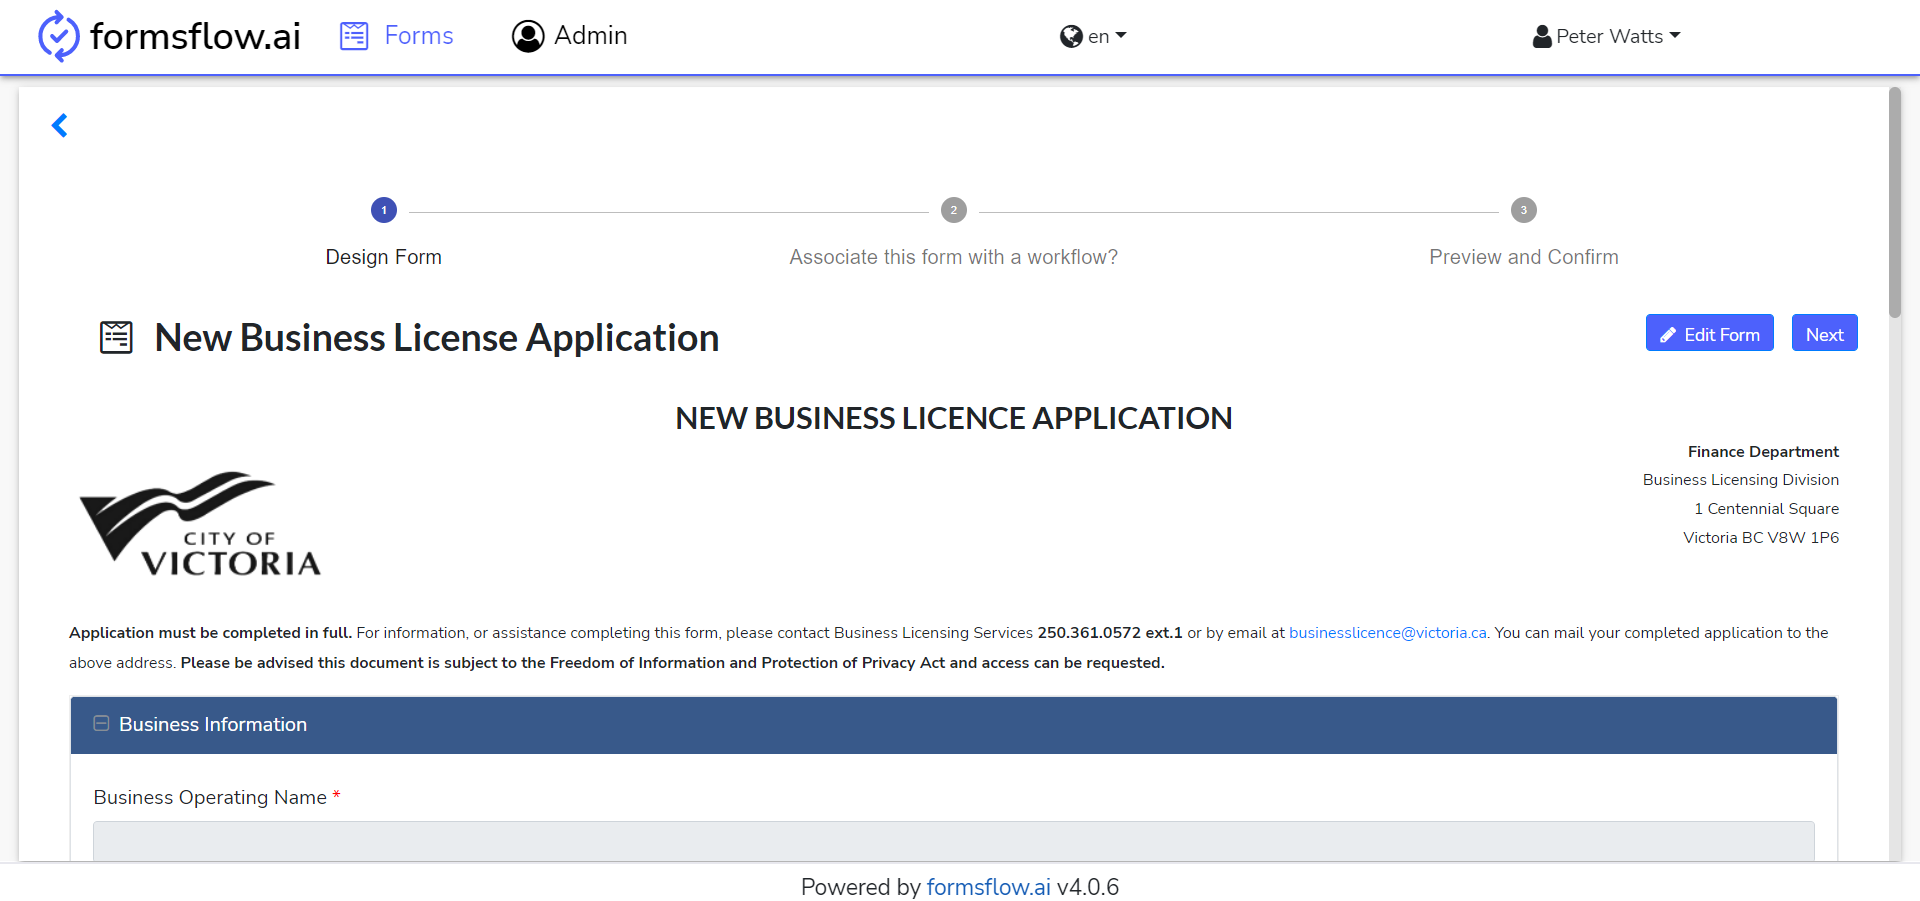 formsflow.ai Forms Admin en Peter Watts
1 2 3
Design Form Associate this form with a workflow? Preview and Confirm
New Business License Application Edit Form Next
NEW BUSINESS LICENCE APPLICATION
Finance Department
Business Licensing Division
1 Centennial Square
Victoria BC V8W 1P6
CITY OF
VICTORIA
Application must be completed in full. For information, or assistance completing this form, please contact Business Licensing Services 250.361.0572 ext.1 or by email at businesslicence@victoria.ca. You can mail your completed application to the
above address. Please be advised this document is subject to the Freedom of Information and Protection of Privacy Act and access can be requested.
Business Information
Business Operating Name *
Powered by formsflow.ai v4.0.6